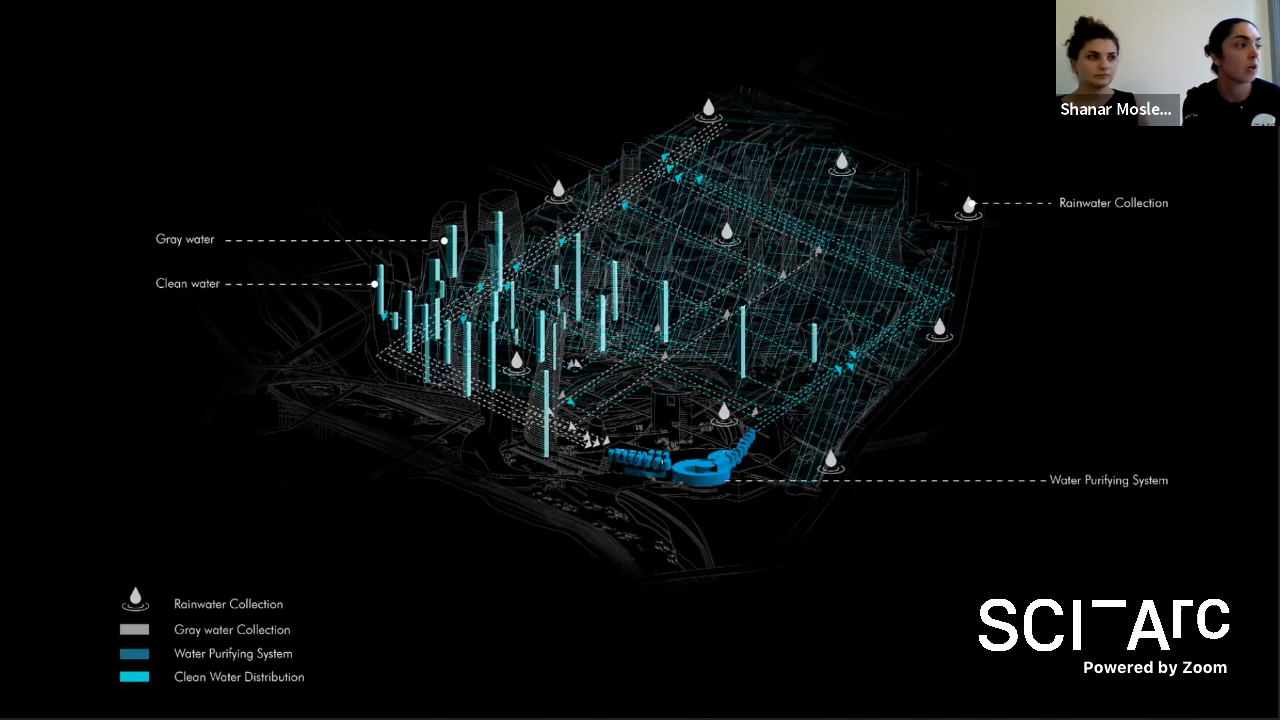 Shanar Mosle...
Rainwater Collection
Gray water
Clean water
Water Purifying System
Rainwater Collection
Gray water Collection
Water Purifying System
Clean Water Distribution
SCI-Arc
Powered by Zoom